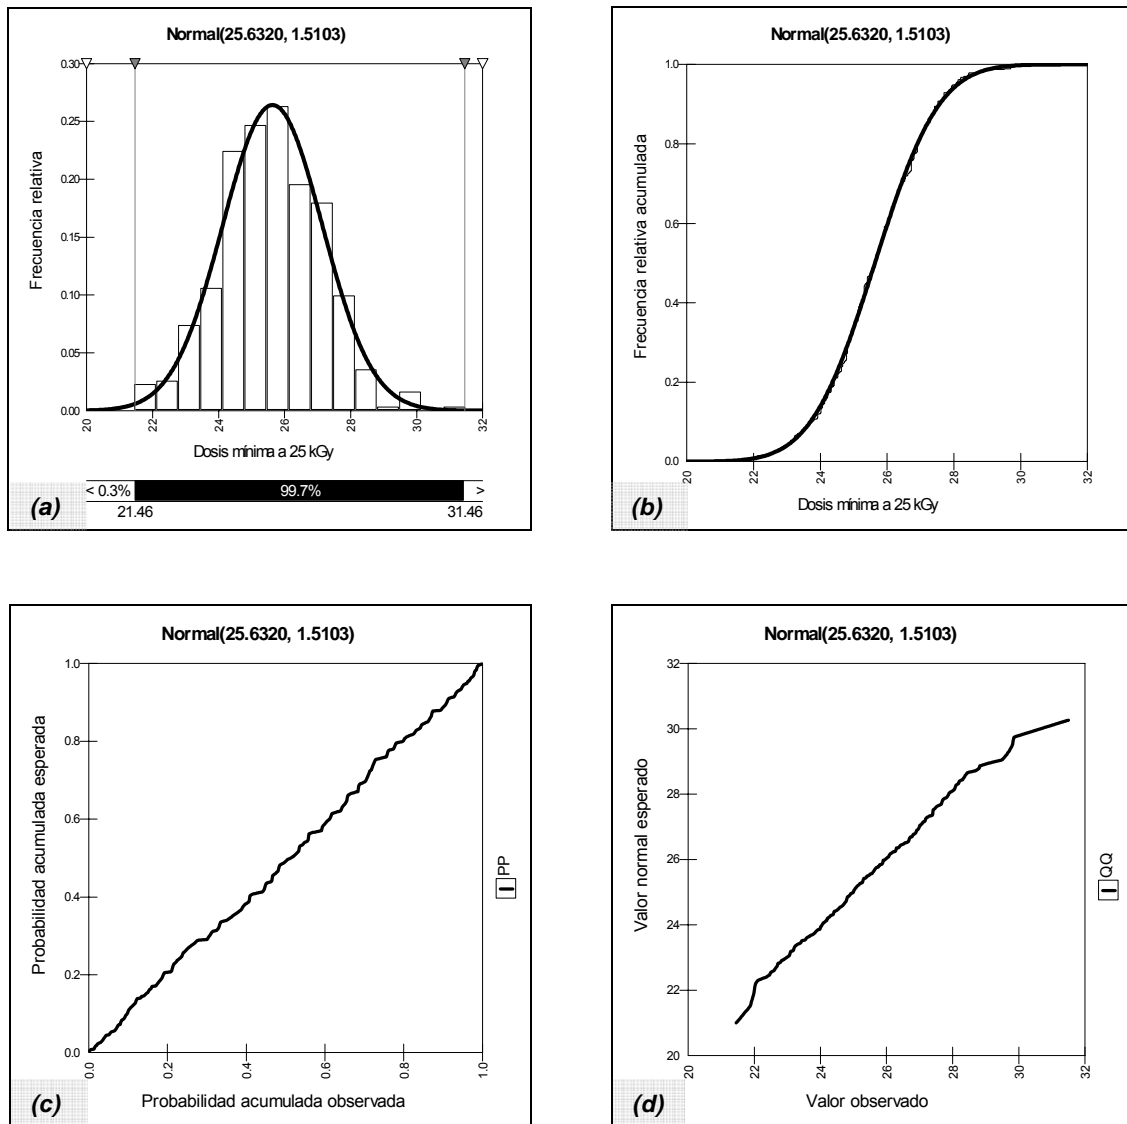 Normal(25.6320, 1.5103)
0.30
0.25
0.20
0.15
0.10
0.05
0.00
Frecuencia relativa
20 22 24 26 28 30 32
Dosis mínima a 25 kGy
< 0.3% 99.7% >
21.46 31.46
(a)
Normal(25.6320, 1.5103)
1.0
0.8
0.6
0.4
0.2
0.0
Frecuencia relativa acumulada
20 22 24 26 28 30 32
Dosis mínima a 25 kGy
(b)
Normal(25.6320, 1.5103)
1.0
0.8
0.6
0.4
0.2
0.0
Probabilidad acumulada esperada
0.0 0.2 0.4 0.6 0.8 1.0
Probabilidad acumulada observada
PP
(c)
Normal(25.6320, 1.5103)
32
30
28
26
24
22
20
Valor normal esperado
20 22 24 26 28 30 32
Valor observado
QQ
(d)